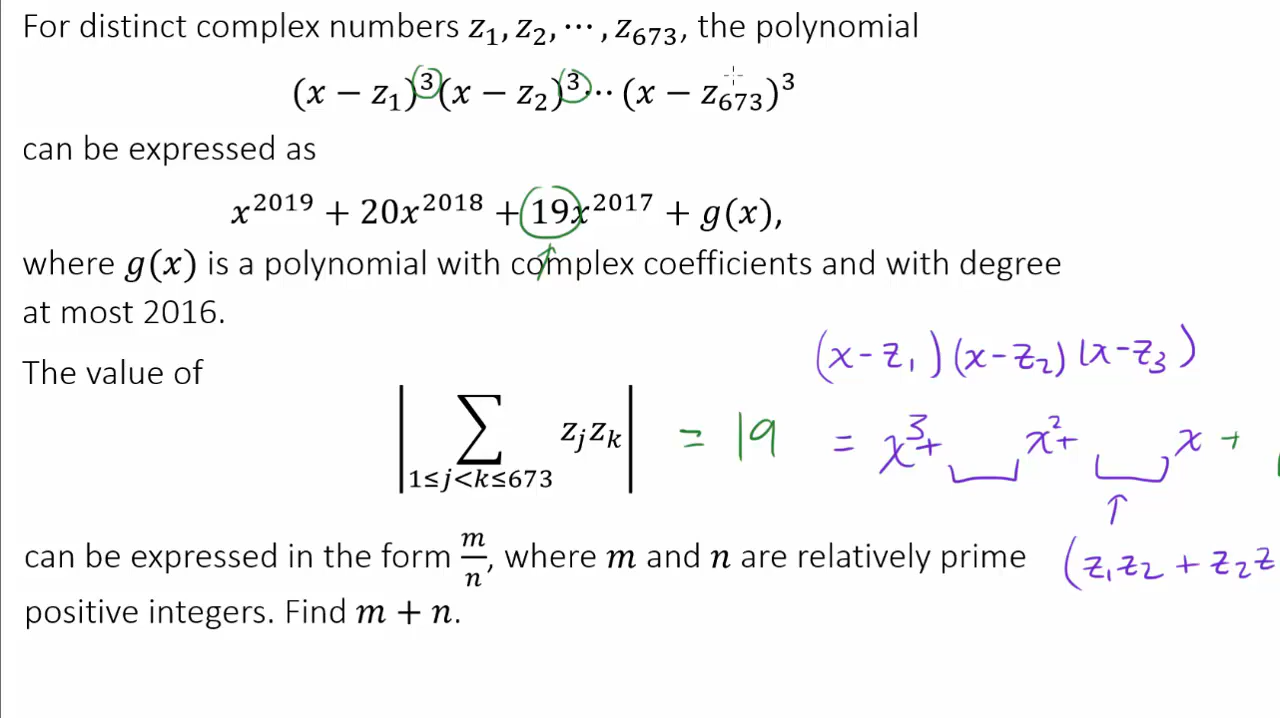 For distinct complex numbers z₁, z₂, ⋯ , z₆₇₃, the polynomial
(x − z₁)³(x − z₂)³ ⋯ (x − z₆₇₃)³
can be expressed as
x²⁰¹⁹ + 20x²⁰¹⁸ + 19x²⁰¹⁷ + g(x),
where g(x) is a polynomial with complex coefficients and with degree
at most 2016.
(x − z₁)(x − z₂)(x − z₃)
The value of
|∑ zⱼzₖ| = 19
1≤j<k≤673
= x³ + x² + x +
↑
can be expressed in the form m/n, where m and n are relatively prime
(z₁z₂ + z₂z
positive integers. Find m + n.